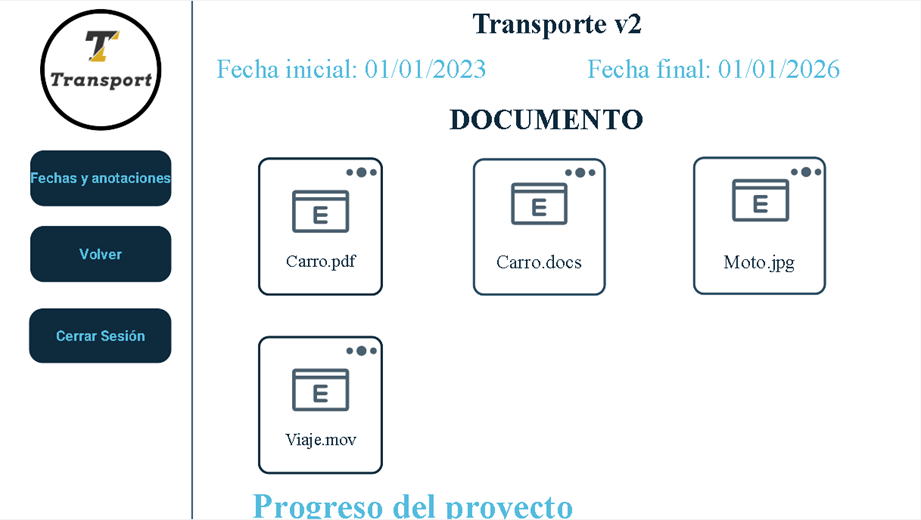 Transport
Fechas y anotaciones
Volver
Cerrar Sesión
Transporte v2
Fecha inicial: 01/01/2023
Fecha final: 01/01/2026
DOCUMENTO
E
Carro.pdf
E
Carro.docs
E
Moto.jpg
E
Viaje.mov
Progreso del proyecto